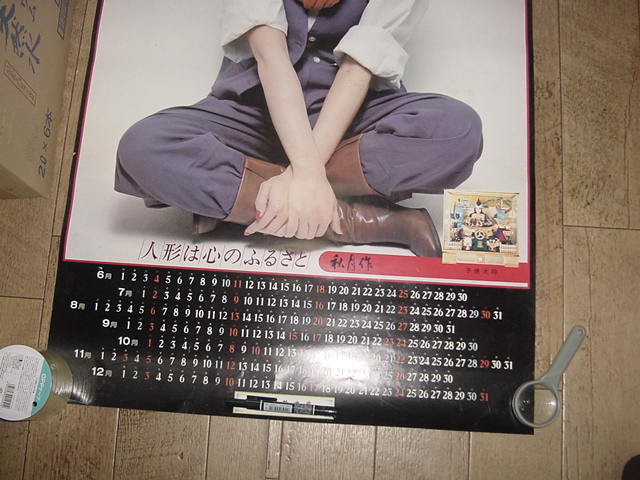 天然水
20×6本
人形は心のふるさと 秋月作
子供大将
6月 1 2 3 4 5 6 7 8 9 10 11 12 13 14 15 16 17 18 19 20 21 22 23 24 25 26 27 28 29 30
7月 1 2 3 4 5 6 7 8 9 10 11 12 13 14 15 16 17 18 19 20 21 22 23 24 25 26 27 28 29 30 31
8月 1 2 3 4 5 6 7 8 9 10 11 12 13 14 15 16 17 18 19 20 21 22 23 24 25 26 27 28 29 30 31
9月 1 2 3 4 5 6 7 8 9 10 11 12 13 14 15 16 17 18 19 20 21 22 23 24 25 26 27 28 29 30
10月 1 2 3 4 5 6 7 8 9 10 11 12 13 14 15 16 17 18 19 20 21 22 23 24 25 26 27 28 29 30 31
11月 1 2 3 4 5 6 7 8 9 10 11 12 13 14 15 16 17 18 19 20 21 22 23 24 25 26 27 28 29 30
12月 1 2 3 4 5 6 7 8 9 10 11 12 13 14 15 16 17 18 19 20 21 22 23 24 25 26 27 28 29 30 31